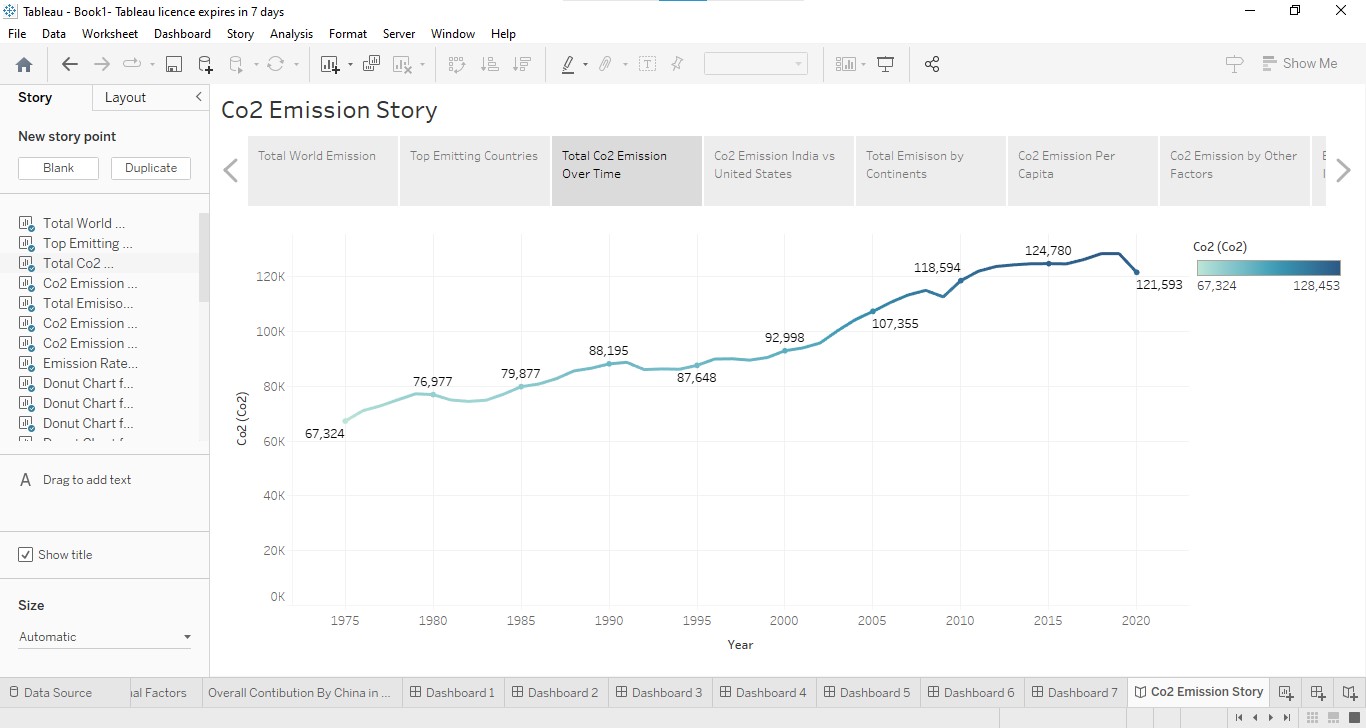 Tableau - Book1- Tableau licence expires in 7 days
File Data Worksheet Dashboard Story Analysis Format Server Window Help
Show Me
Story Layout
New story point
Blank Duplicate
Total World ...
Top Emitting ...
Total Co2 ...
Co2 Emission ...
Total Emisiso...
Co2 Emission ...
Co2 Emission ...
Emission Rate...
Donut Chart f...
Donut Chart f...
Donut Chart f...
A Drag to add text
Show title
Size
Automatic
Co2 Emission Story
Total World Emission
Top Emitting Countries
Total Co2 Emission
Over Time
Co2 Emission India vs
United States
Total Emisison by
Continents
Co2 Emission Per
Capita
Co2 Emission by Other
Factors
Co2 (Co2)
67,324 128,453
Co2 (Co2)
120K
100K
80K
60K
40K
20K
0K
67,324
76,977
79,877
88,195
87,648
92,998
107,355
118,594
124,780
121,593
1975 1980 1985 1990 1995 2000 2005 2010 2015 2020
Year
Data Source al Factors Overall Contibution By China in ... Dashboard 1 Dashboard 2 Dashboard 3 Dashboard 4 Dashboard 5 Dashboard 6 Dashboard 7 Co2 Emission Story